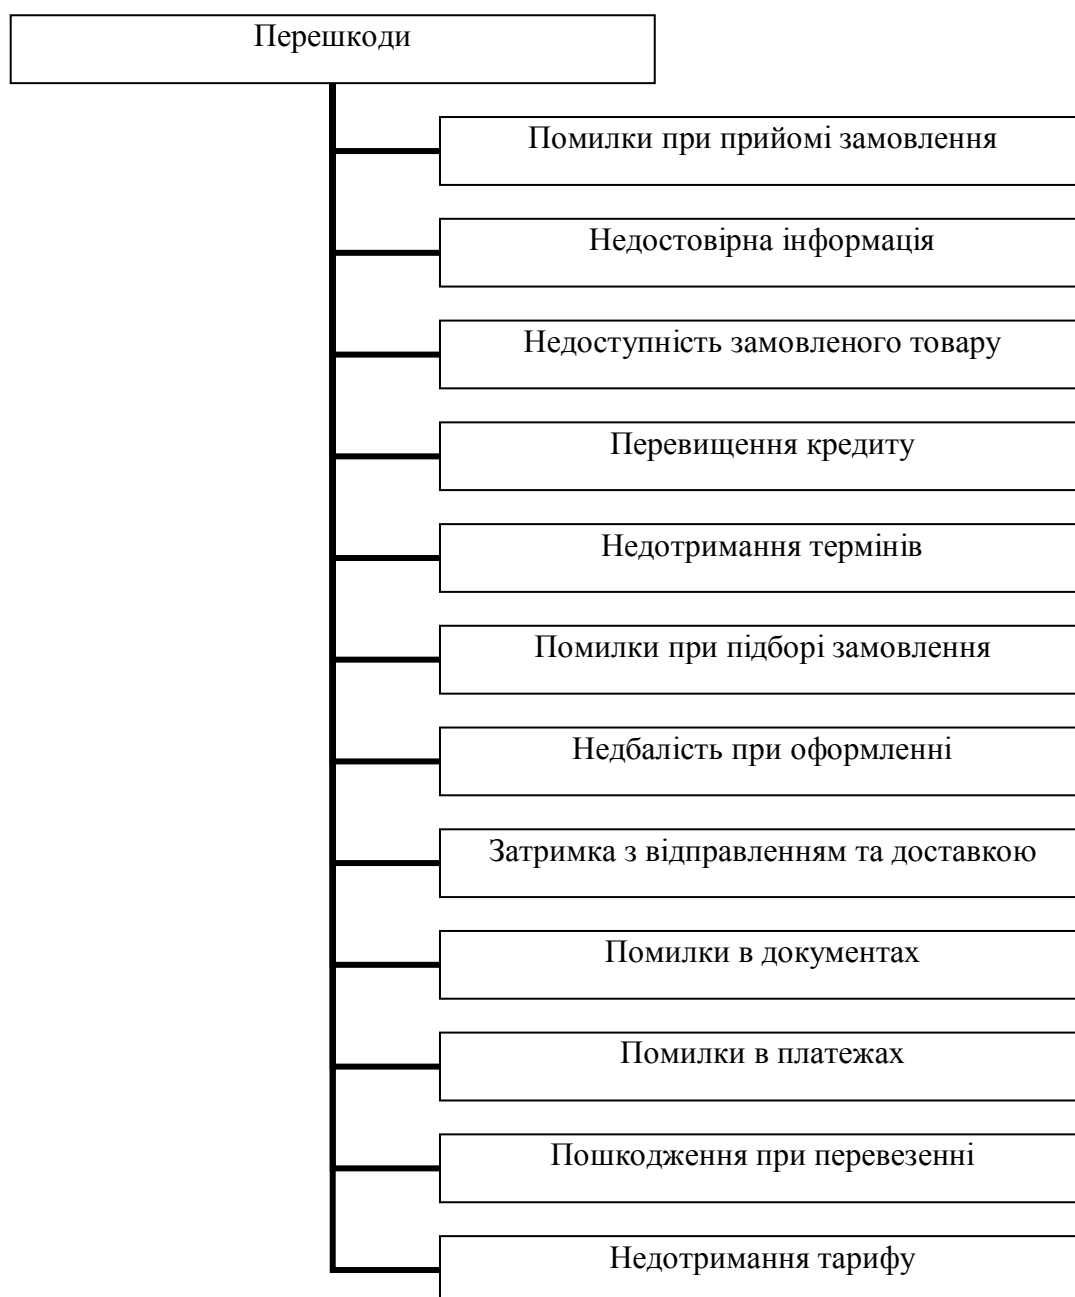 Перешкоди
Помилки при прийомі замовлення
Недостовірна інформація
Недоступність замовленого товару
Перевищення кредиту
Недотримання термінів
Помилки при підборі замовлення
Недбалість при оформленні
Затримка з відправленням та доставкою
Помилки в документах
Помилки в платежах
Пошкодження при перевезенні
Недотримання тарифу